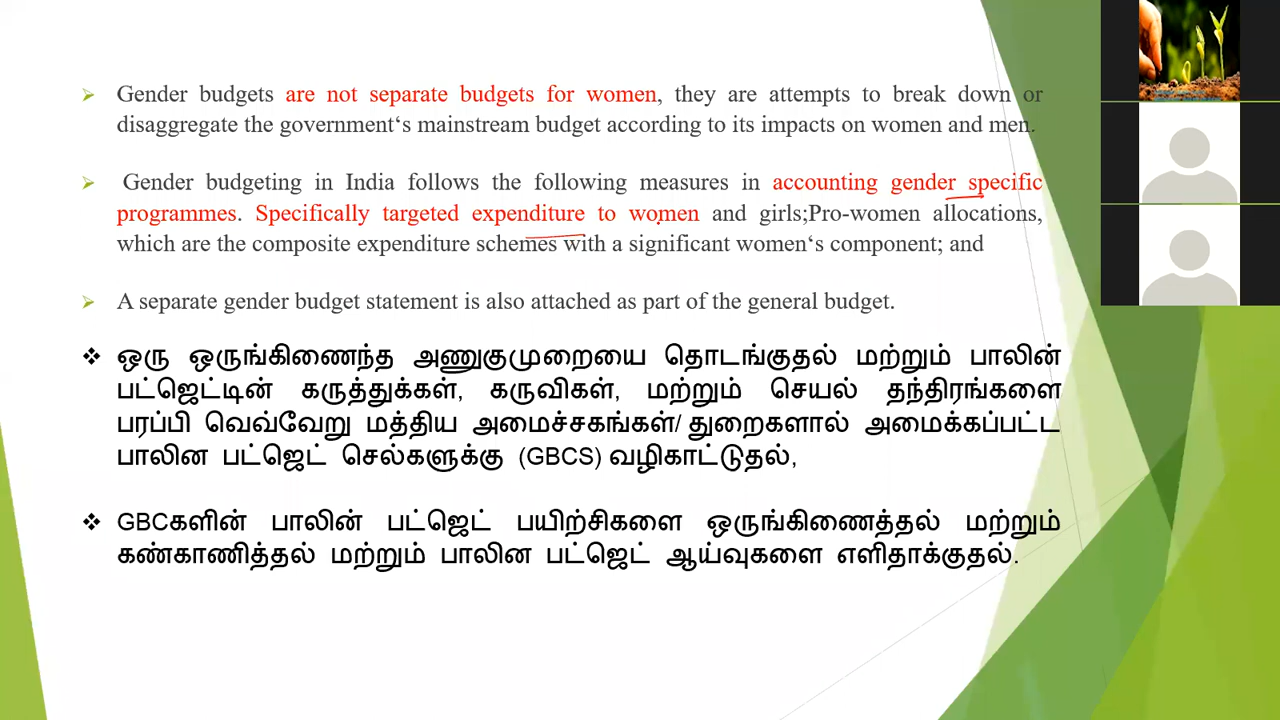 Gender budgets are not separate budgets for women, they are attempts to break down or
disaggregate the government‘s mainstream budget according to its impacts on women and men.
Gender budgeting in India follows the following measures in accounting gender specific
programmes. Specifically targeted expenditure to women and girls;Pro-women allocations,
which are the composite expenditure schemes with a significant women‘s component; and
A separate gender budget statement is also attached as part of the general budget.
ஒரு ஒருங்கிணைந்த அணுகுமுறையை தொடங்குதல் மற்றும் பாலின்
பட்ஜெட்டின் கருத்துக்கள், கருவிகள், மற்றும் செயல் தந்திரங்களை
பரப்பி வெவ்வேறு மத்திய அமைச்சகங்கள்/ துறைகளால் அமைக்கப்பட்ட
பாலின பட்ஜெட் செல்களுக்கு (GBCS) வழிகாட்டுதல்,
GBCகளின் பாலின் பட்ஜெட் பயிற்சிகளை ஒருங்கிணைத்தல் மற்றும்
கண்காணித்தல் மற்றும் பாலின பட்ஜெட் ஆய்வுகளை எளிதாக்குதல்.